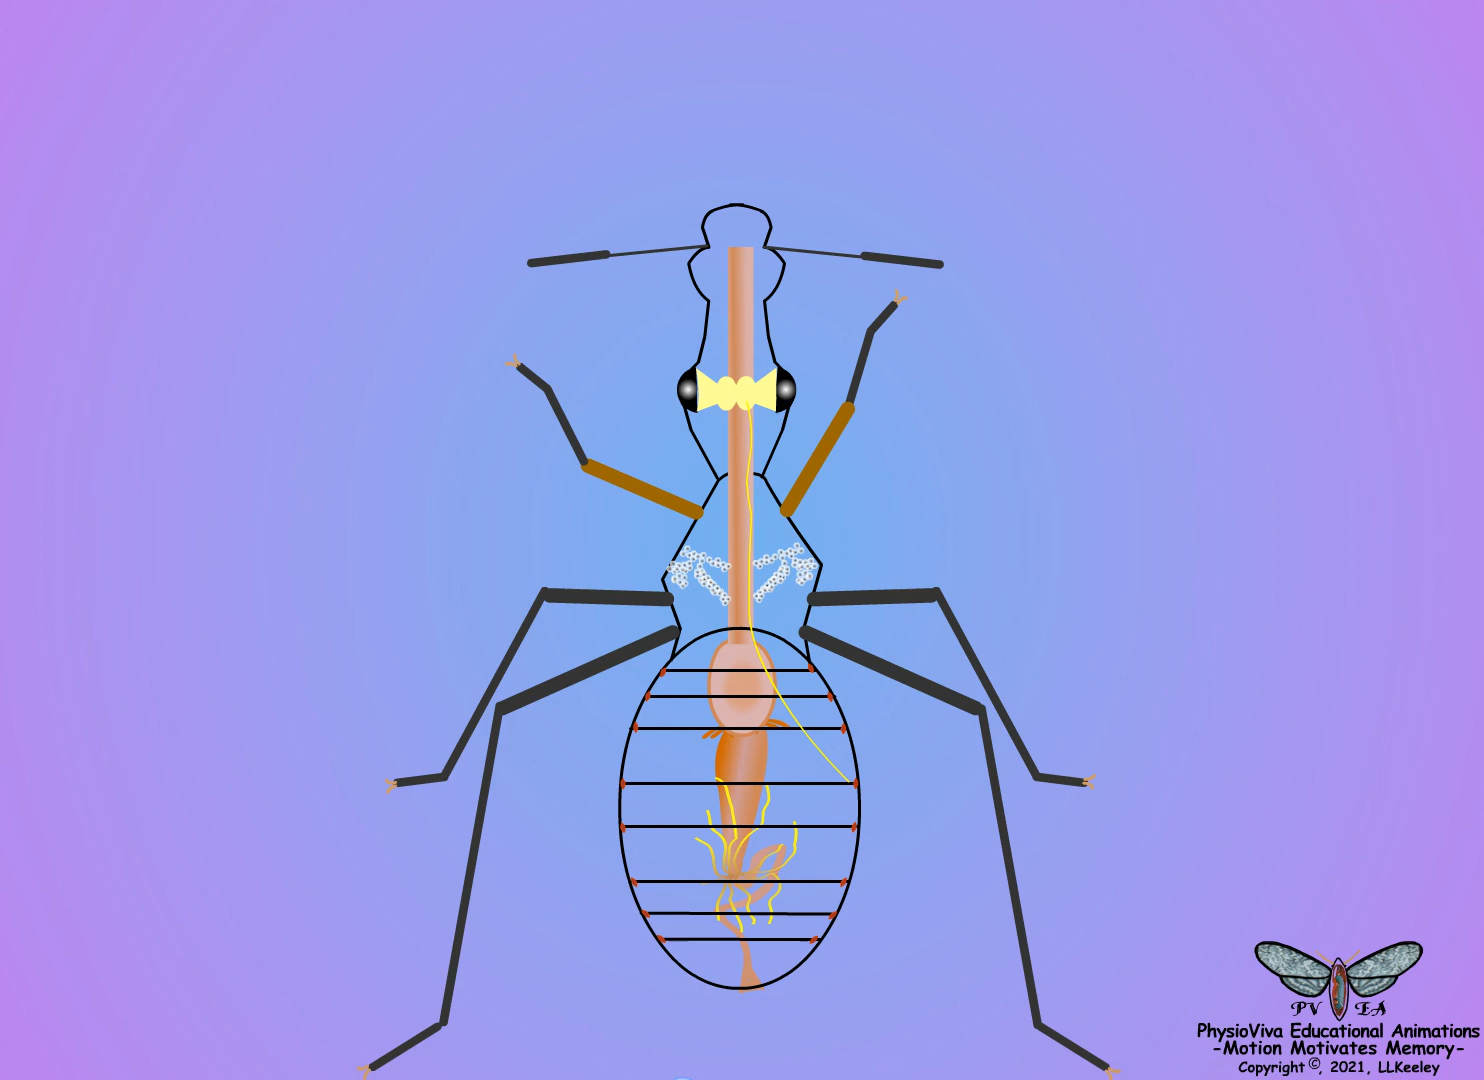 PV EA
PhysioViva Educational Animations
-Motion Motivates Memory-
Copyright ©, 2021, LLKeeley